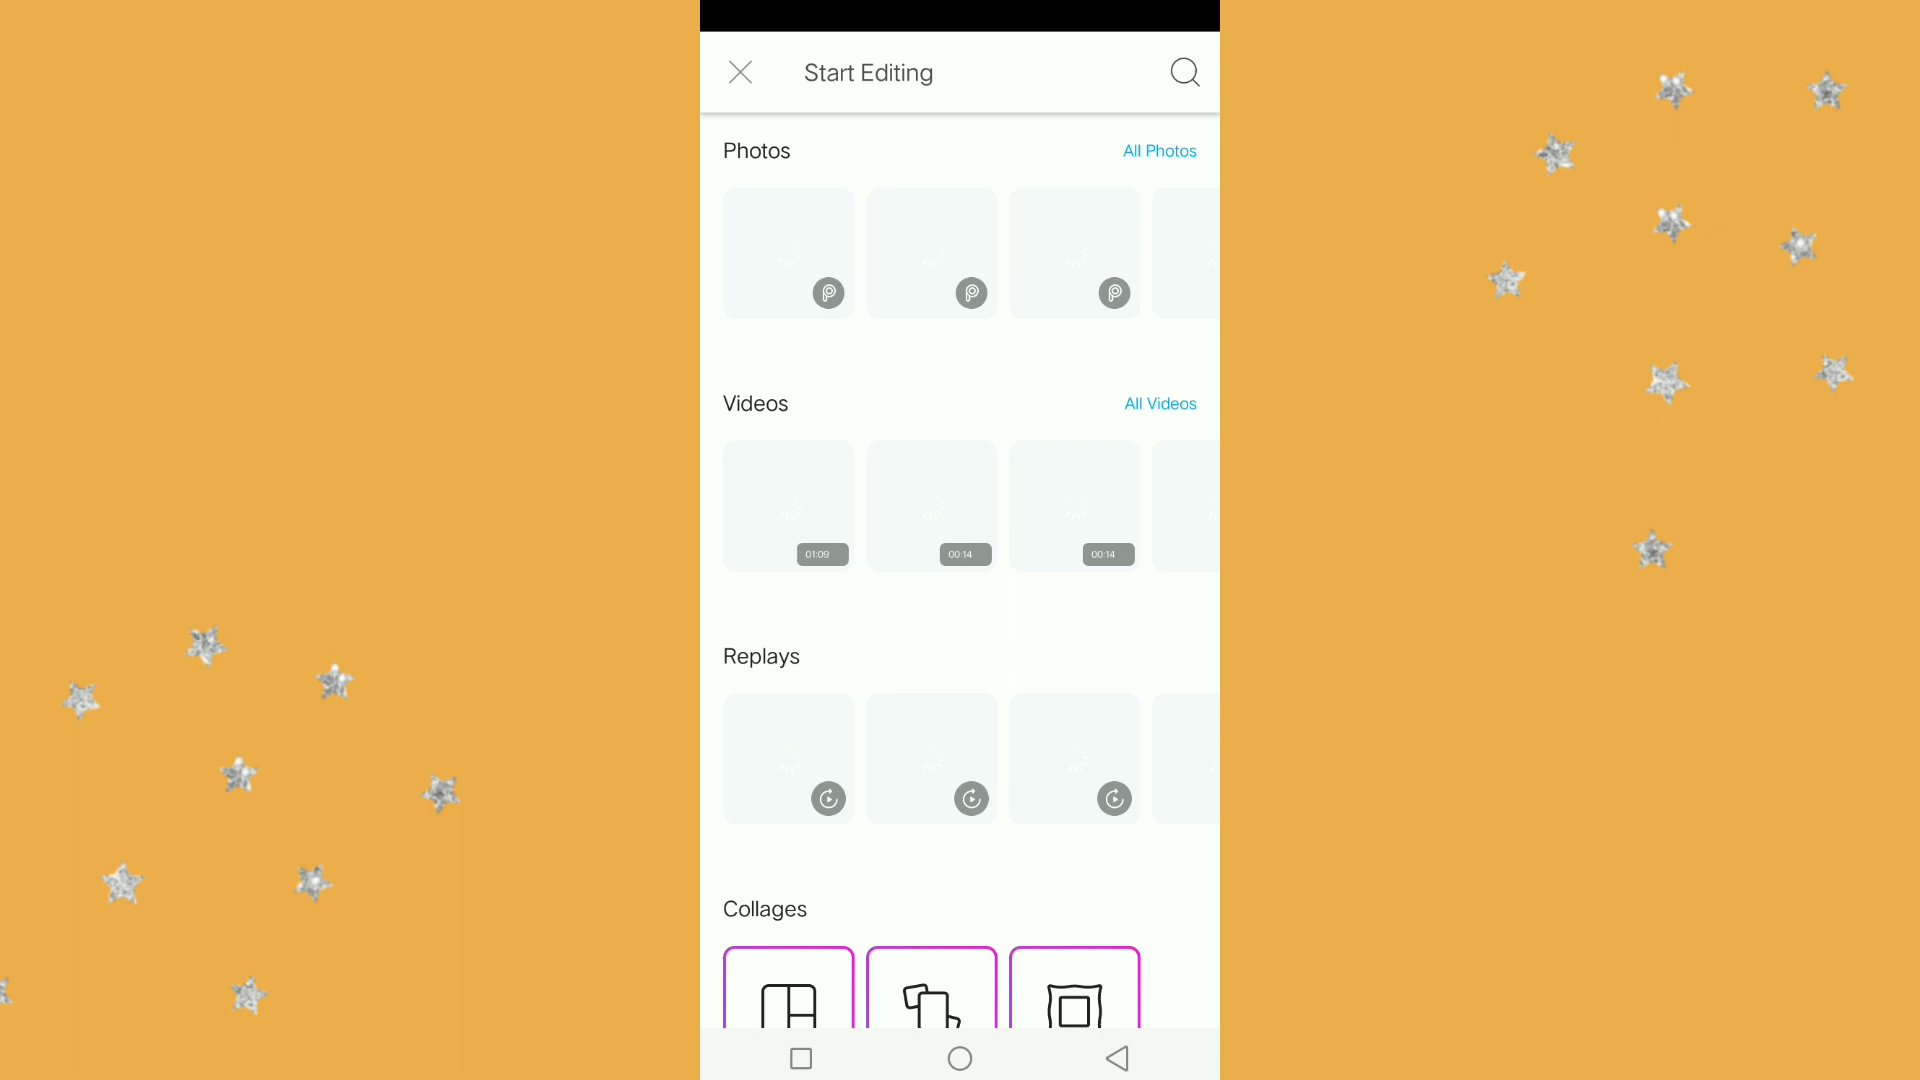 Start Editing
Photos
All Photos
Videos
All Videos
01:09
00:14
00:14
Replays
Collages